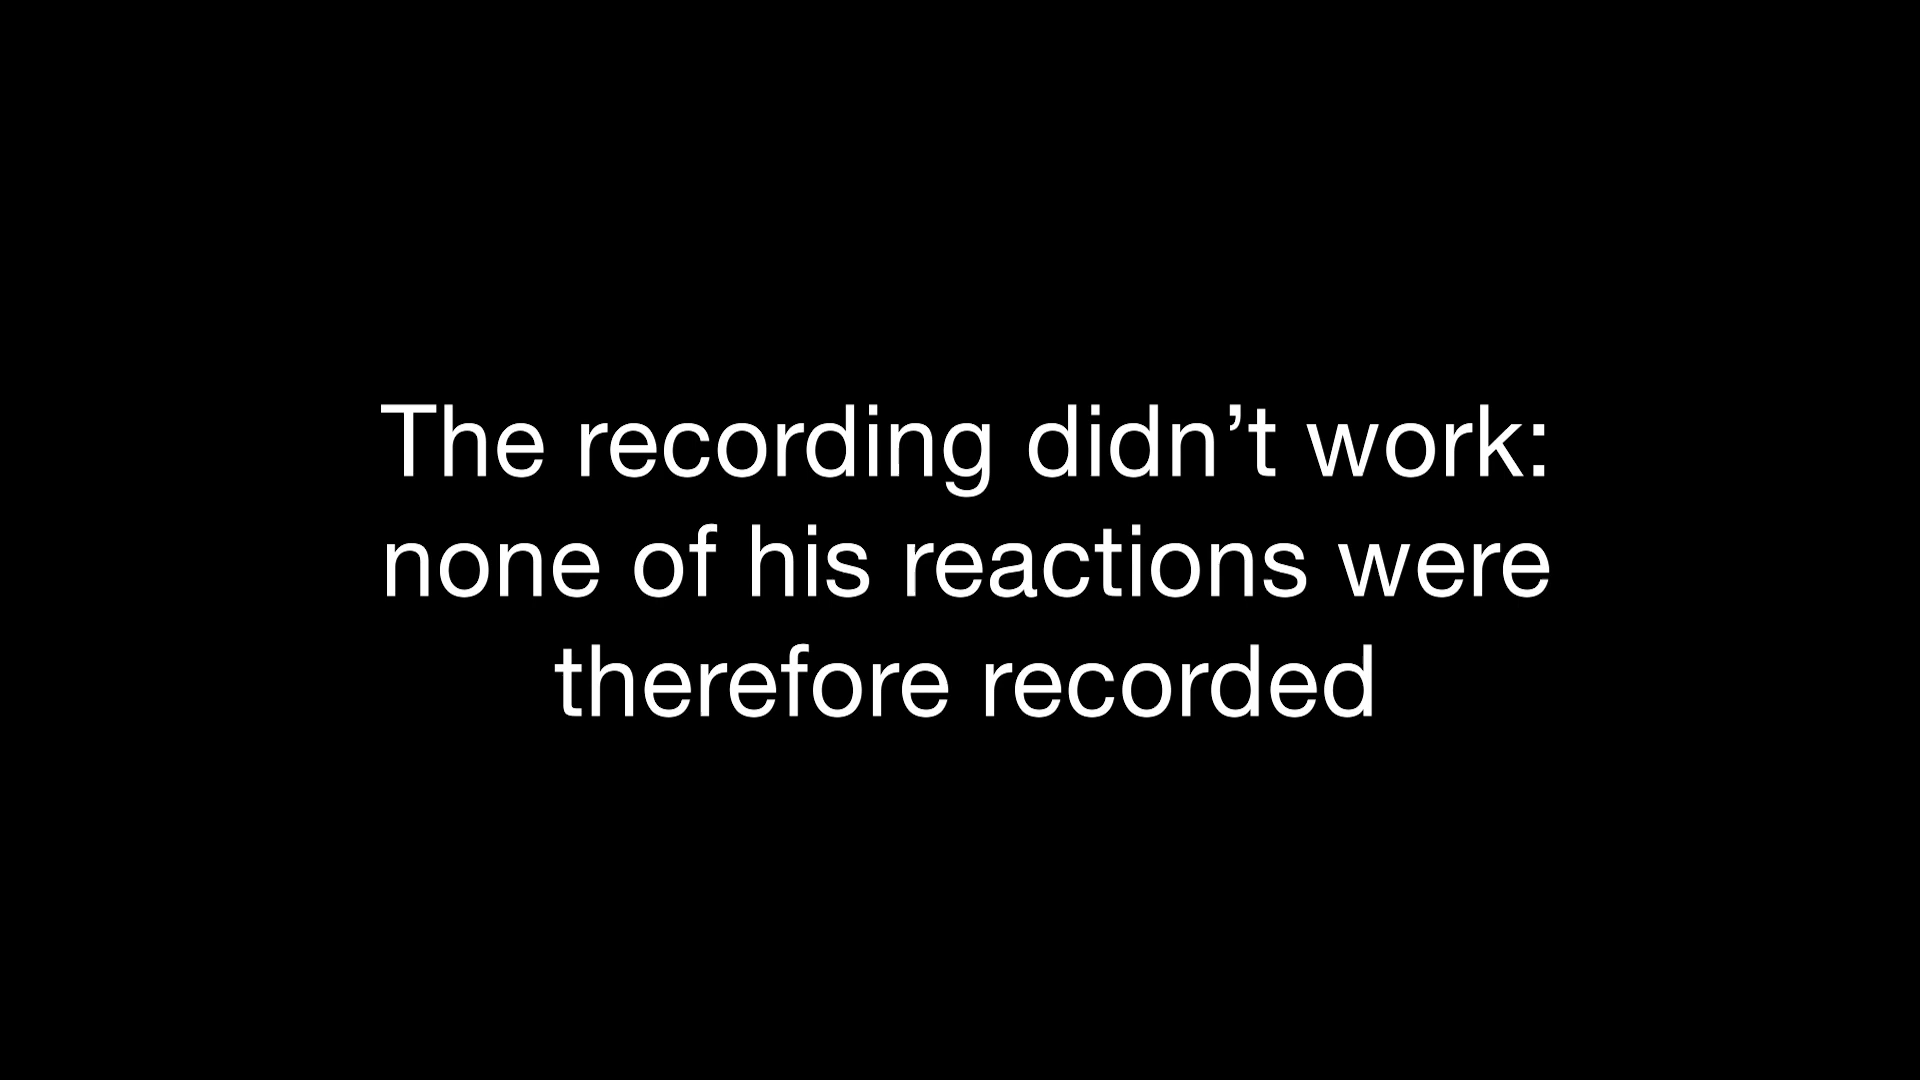 The recording didn’t work:
none of his reactions were
therefore recorded